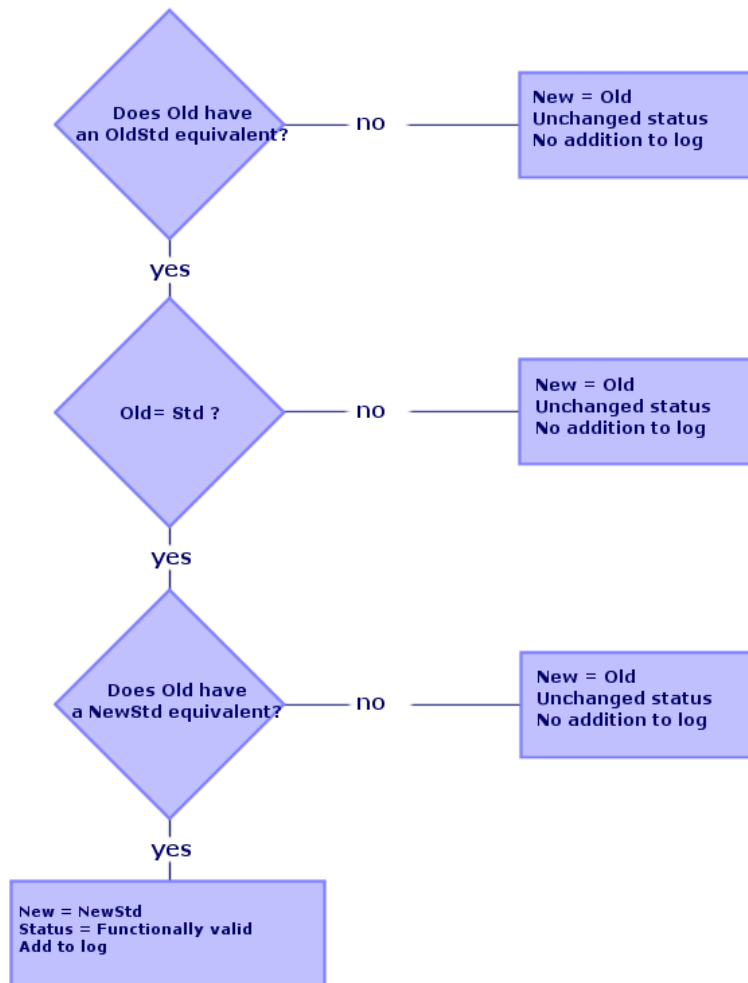 Does Old have
an OldStd equivalent?
no
New = Old
Unchanged status
No addition to log
yes
Old= Std ?
no
New = Old
Unchanged status
No addition to log
yes
Does Old have
a NewStd equivalent?
no
New = Old
Unchanged status
No addition to log
yes
New = NewStd
Status = Functionally valid
Add to log